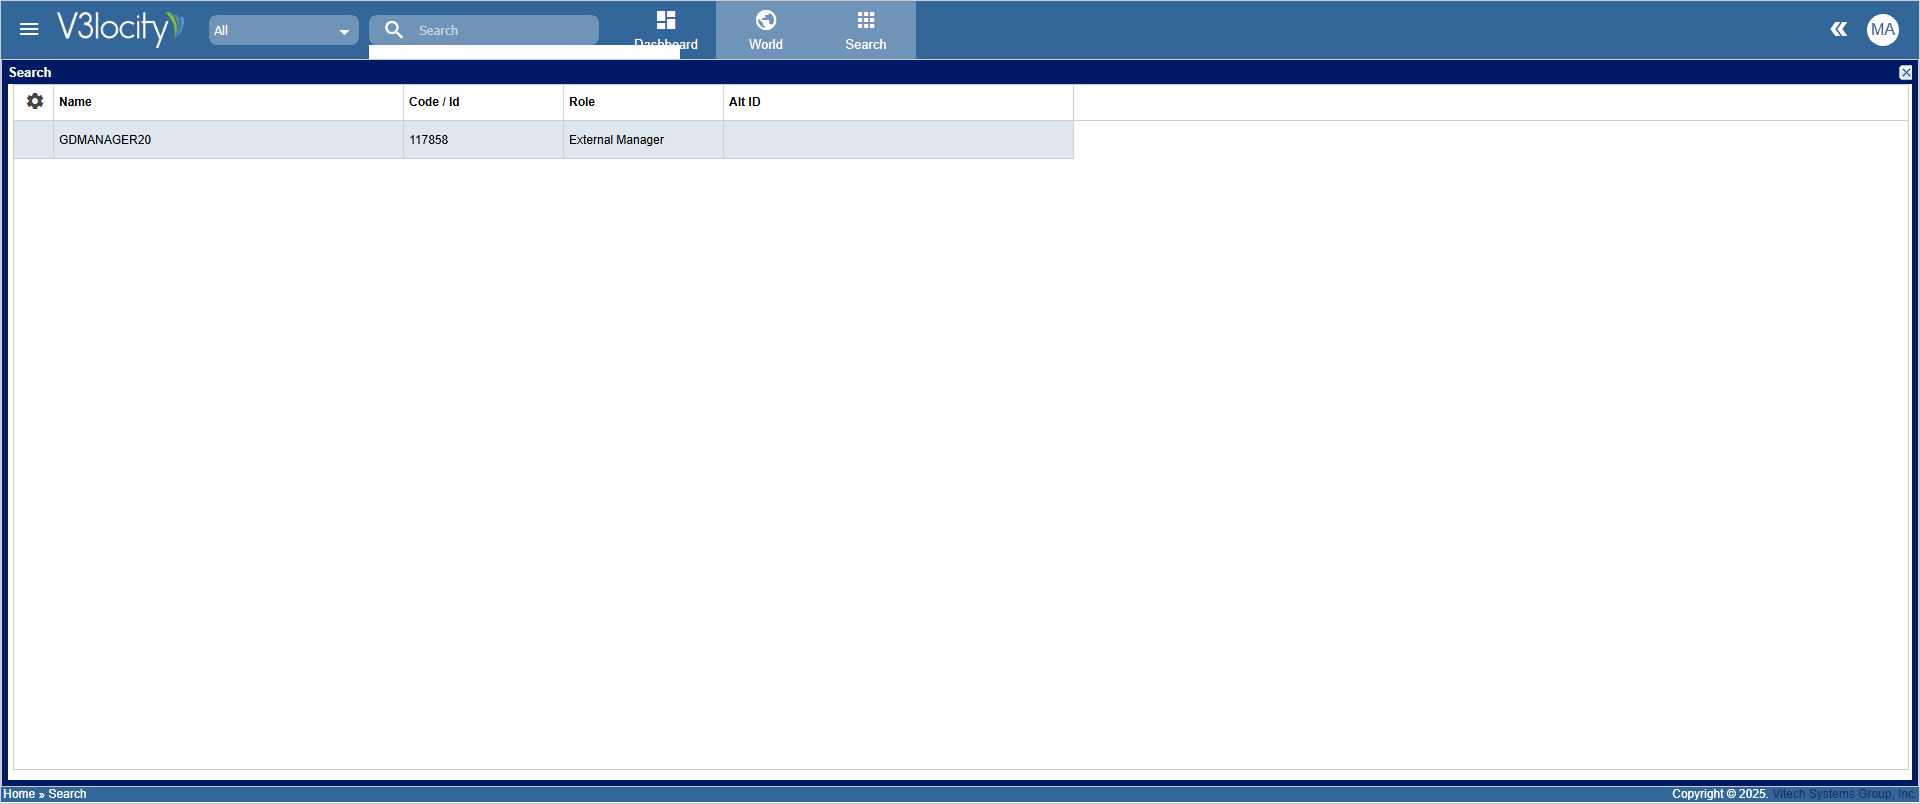 V3locity
All
Search
Dashboard
World
Search
MA
Search
Name
Code / Id
Role
Alt ID
GDMANAGER20
117858
External Manager
Home » Search
Copyright © 2025. Vitech Systems Group, Inc.